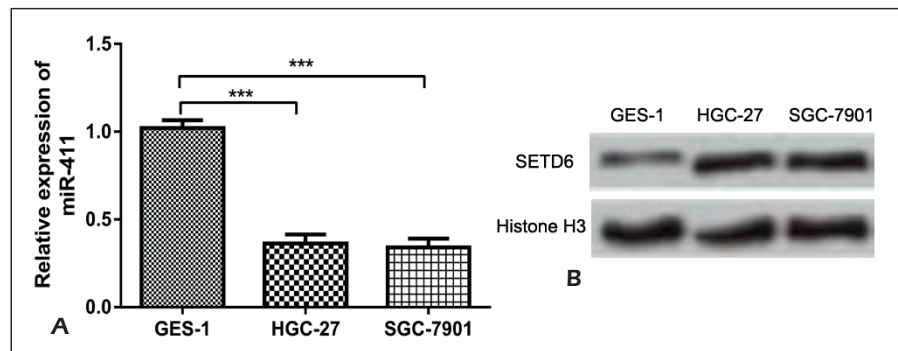 Relative expression of
miR-411
1.5
1.0
0.5
0.0
***
***
GES-1 HGC-27 SGC-7901
A
GES-1 HGC-27 SGC-7901
SETD6
Histone H3
B